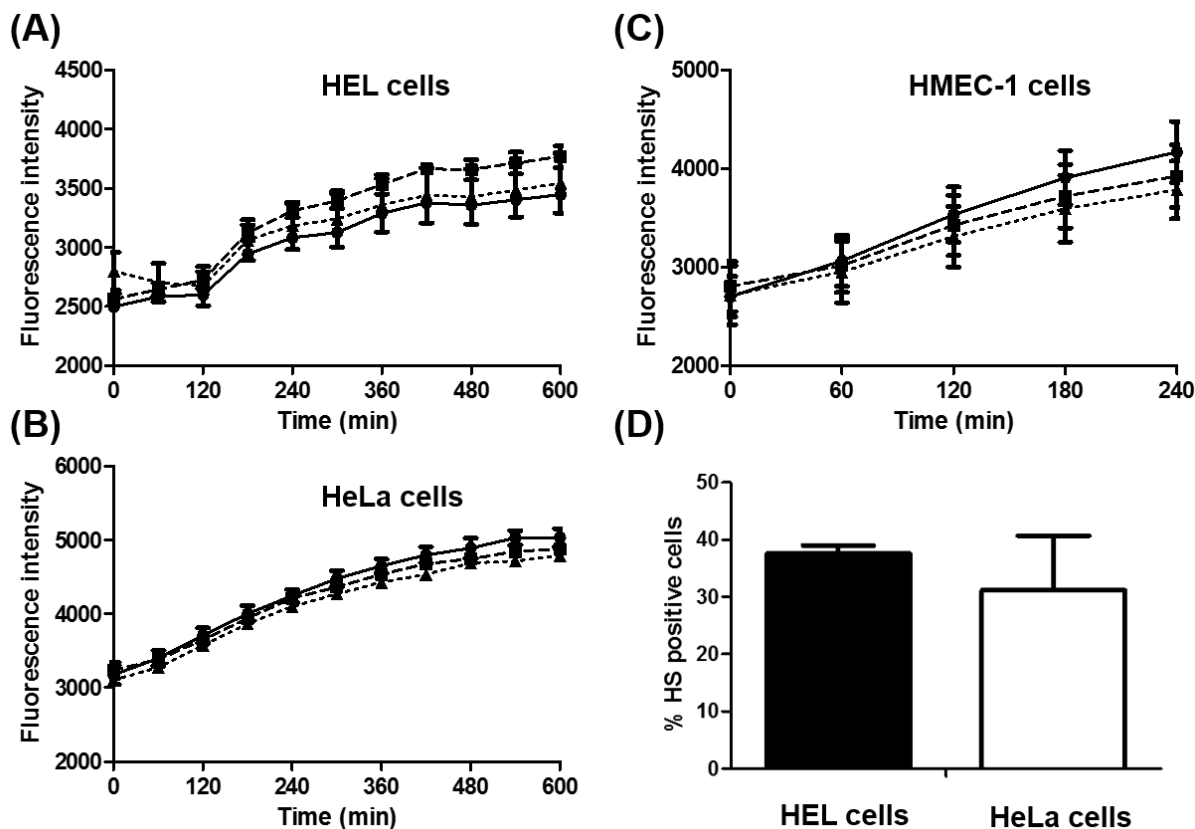 (A)
HEL cells
Fluorescence intensity
4500
4000
3500
3000
2500
2000
0 120 240 360 480 600
Time (min)
(B)
HeLa cells
Fluorescence intensity
6000
5000
4000
3000
2000
0 120 240 360 480 600
Time (min)
(C)
HMEC-1 cells
Fluorescence intensity
5000
4000
3000
2000
0 60 120 180 240
Time (min)
(D)
% HS positive cells
50
40
30
20
10
0
HEL cells HeLa cells